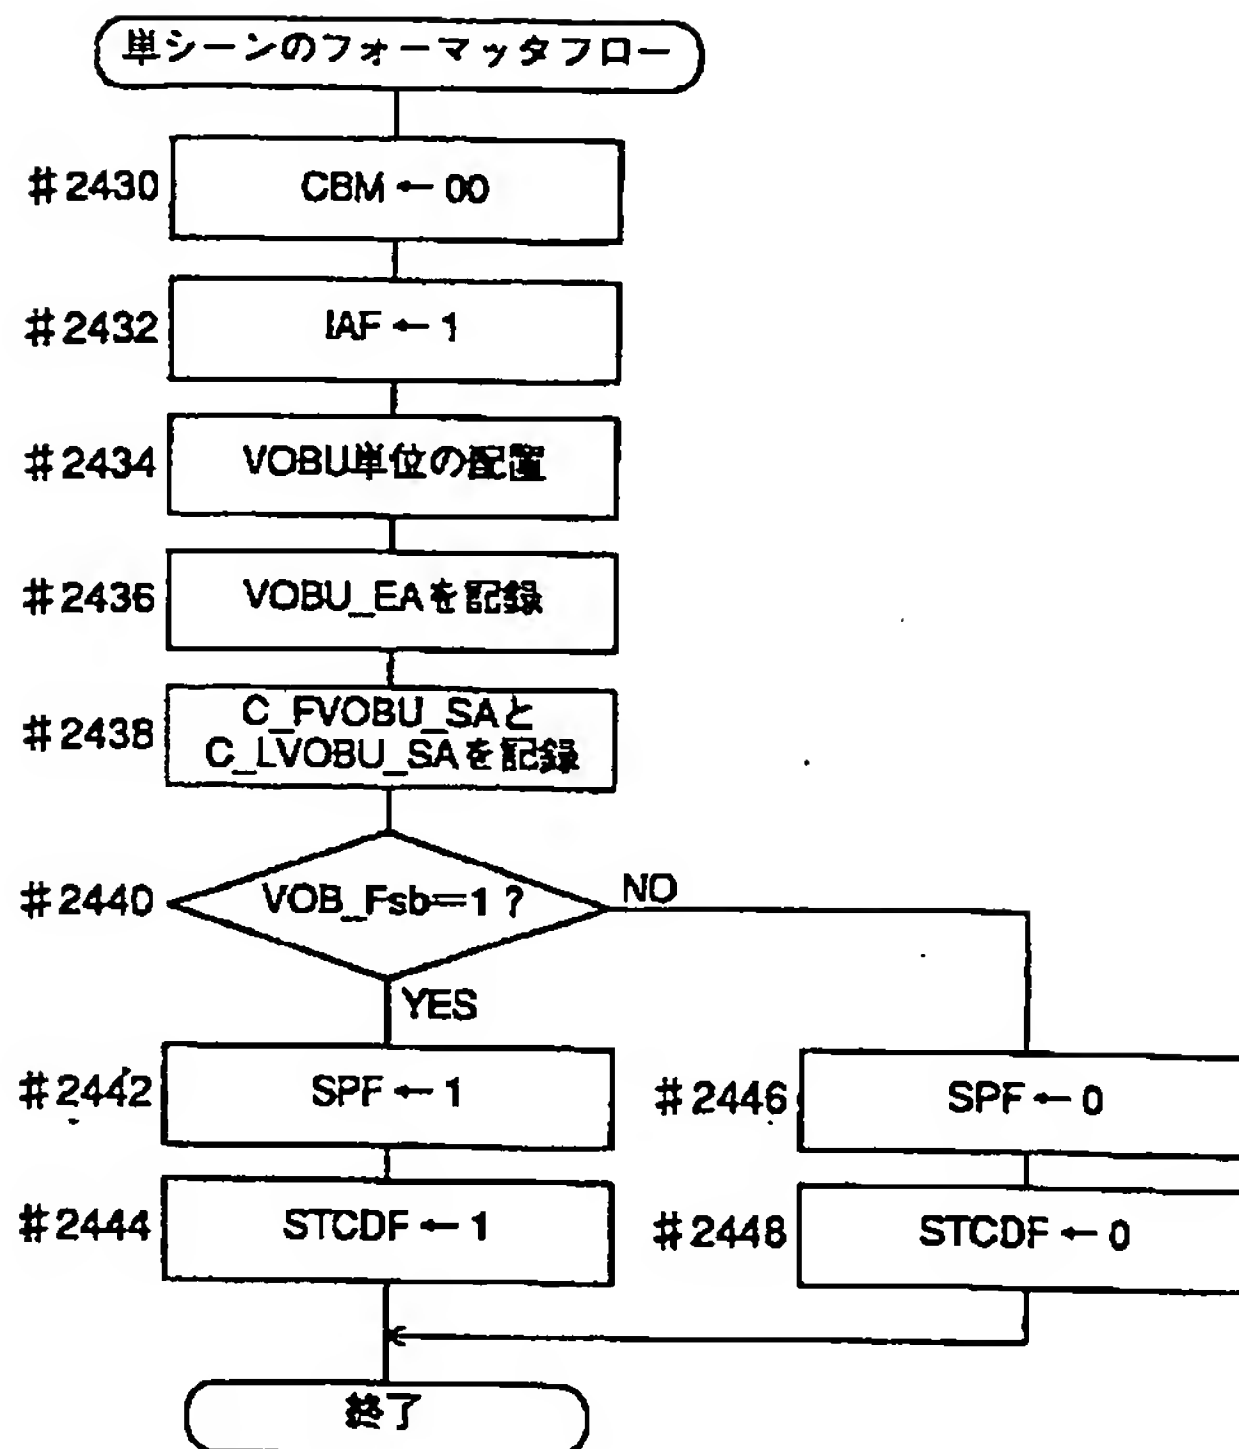 単シーンのフォーマッタフロー
#2430
CBM←00
#2432
IAF←1
#2434
VOBU単位の配置
#2436
VOBU_EAを記録
#2438
C_FVOBU_SAと
C_LVOBU_SAを記録
#2440
VOB_Fsb=1?
NO
YES
#2442
SPF←1
#2446
SPF←0
#2444
STCDF←1
#2448
STCDF←0
終了